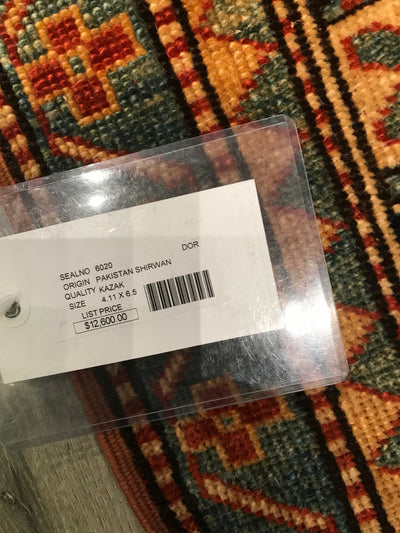 DOR
SEALNO 6020
ORIGIN PAKISTAN SHIRWAN
QUALITY KAZAK
SIZE 4.11 X 6.5
LIST PRICE
$12,600.00